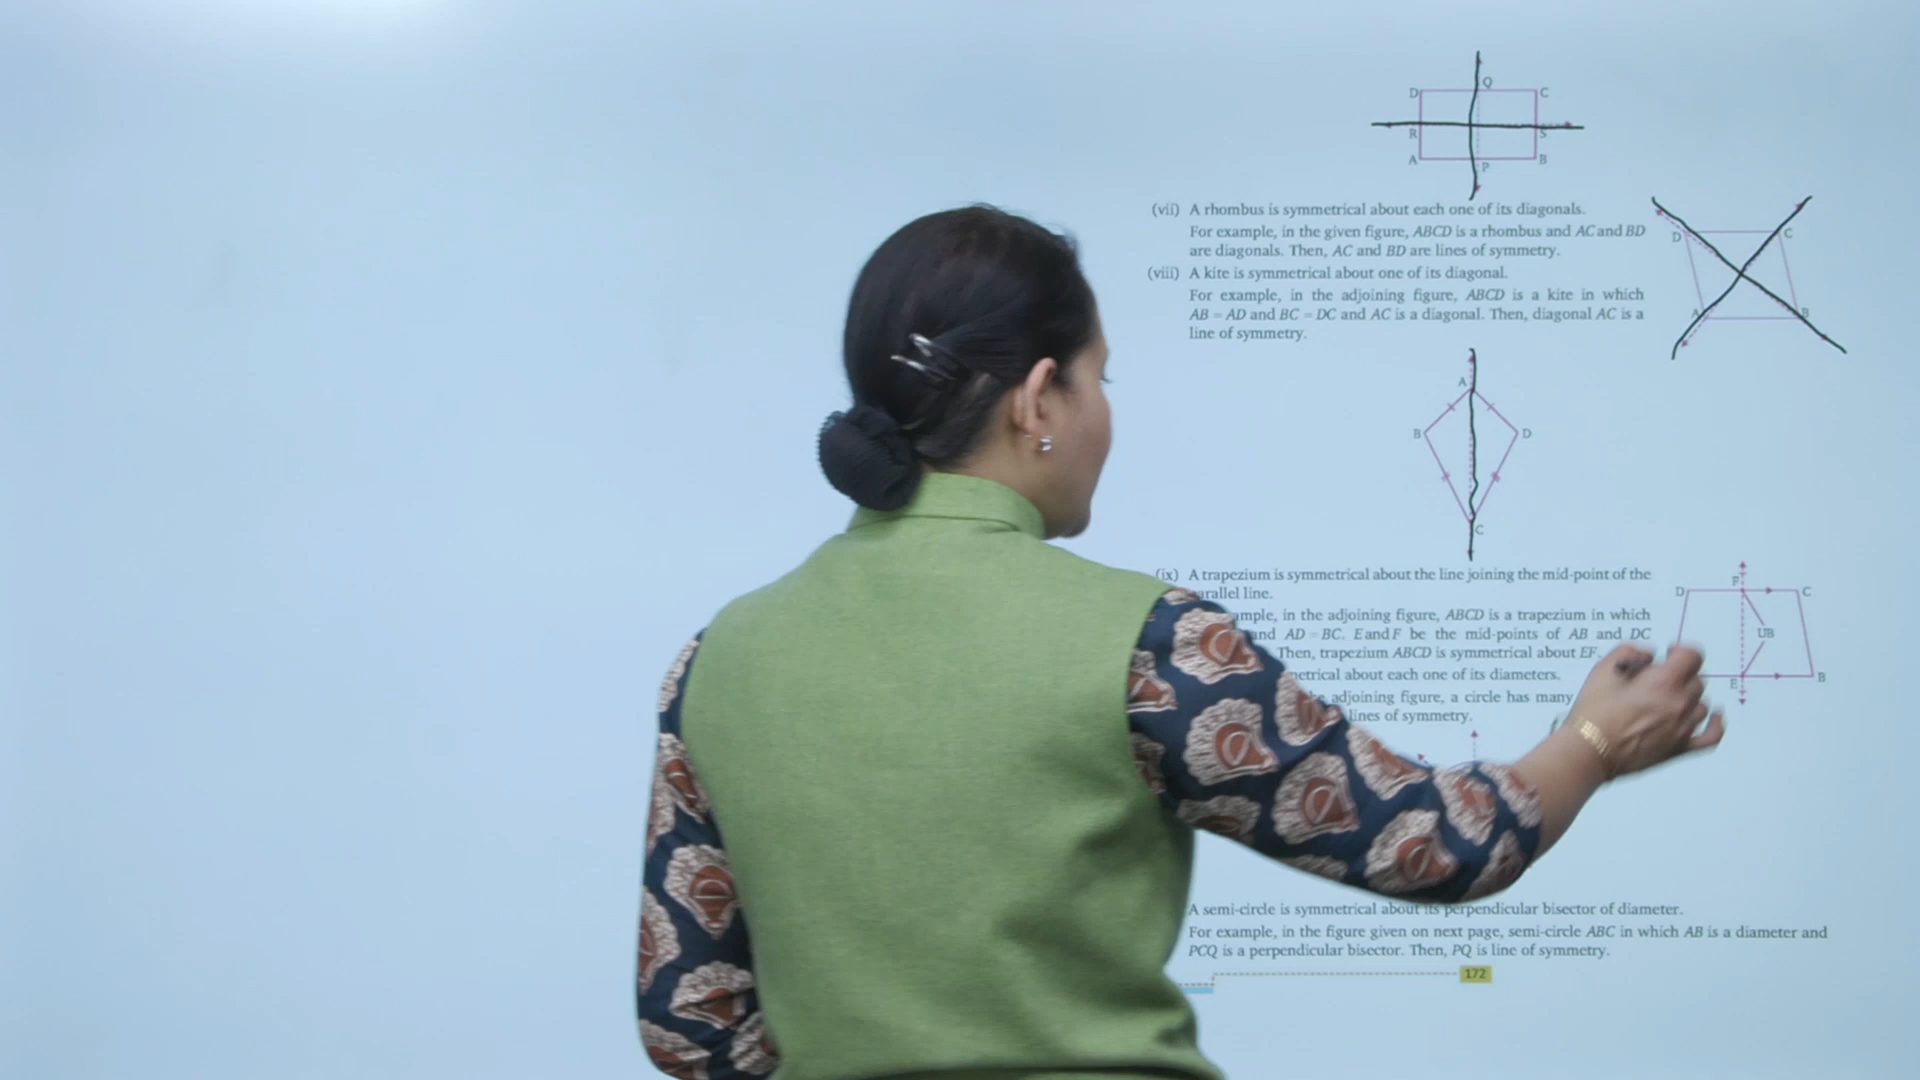 Q
D C
R S
A P B
(vii) A rhombus is symmetrical about each one of its diagonals.
For example, in the given figure, ABCD is a rhombus and AC and BD
are diagonals. Then, AC and BD are lines of symmetry.
D C
A B
(viii) A kite is symmetrical about one of its diagonal.
For example, in the adjoining figure, ABCD is a kite in which
AB = AD and BC = DC and AC is a diagonal. Then, diagonal AC is a
line of symmetry.
A
B D
C
(ix) A trapezium is symmetrical about the line joining the mid-point of the
line.
in the adjoining figure, ABCD is a trapezium in which
and AD = BC. E and F be the mid-points of AB and DC
Then, trapezium ABCD is symmetrical about EF.
F
D C
E B
about each one of its diameters.
adjoining figure, a circle has many
lines of symmetry.
A semi-circle is symmetrical about its perpendicular bisector of diameter.
For example, in the figure given on next page, semi-circle ABC in which AB is a diameter and
PCQ is a perpendicular bisector. Then, PQ is line of symmetry.
172